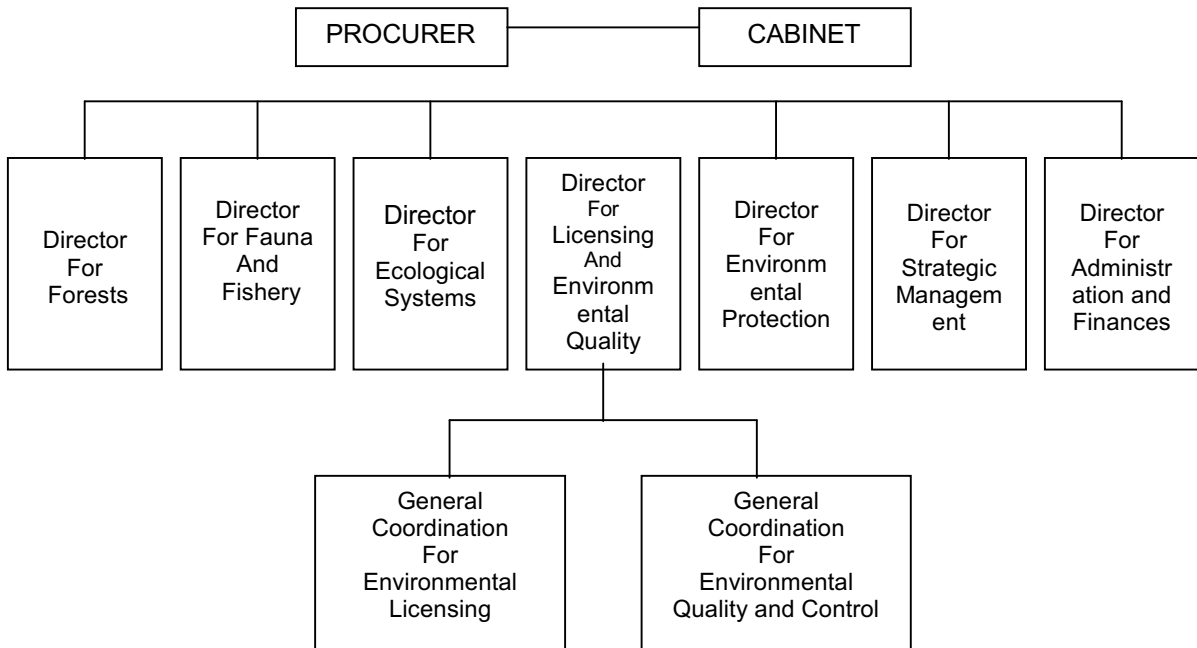 PROCURER
CABINET
Director
For
Forests
Director
For Fauna
And
Fishery
Director
For
Ecological
Systems
Director
For
Licensing
And
Environm
ental
Quality
Director
For
Environm
ental
Protection
Director
For
Strategic
Managem
ent
Director
For
Administr
ation and
Finances
General
Coordination
For
Environmental
Licensing
General
Coordination
For
Environmental
Quality and Control